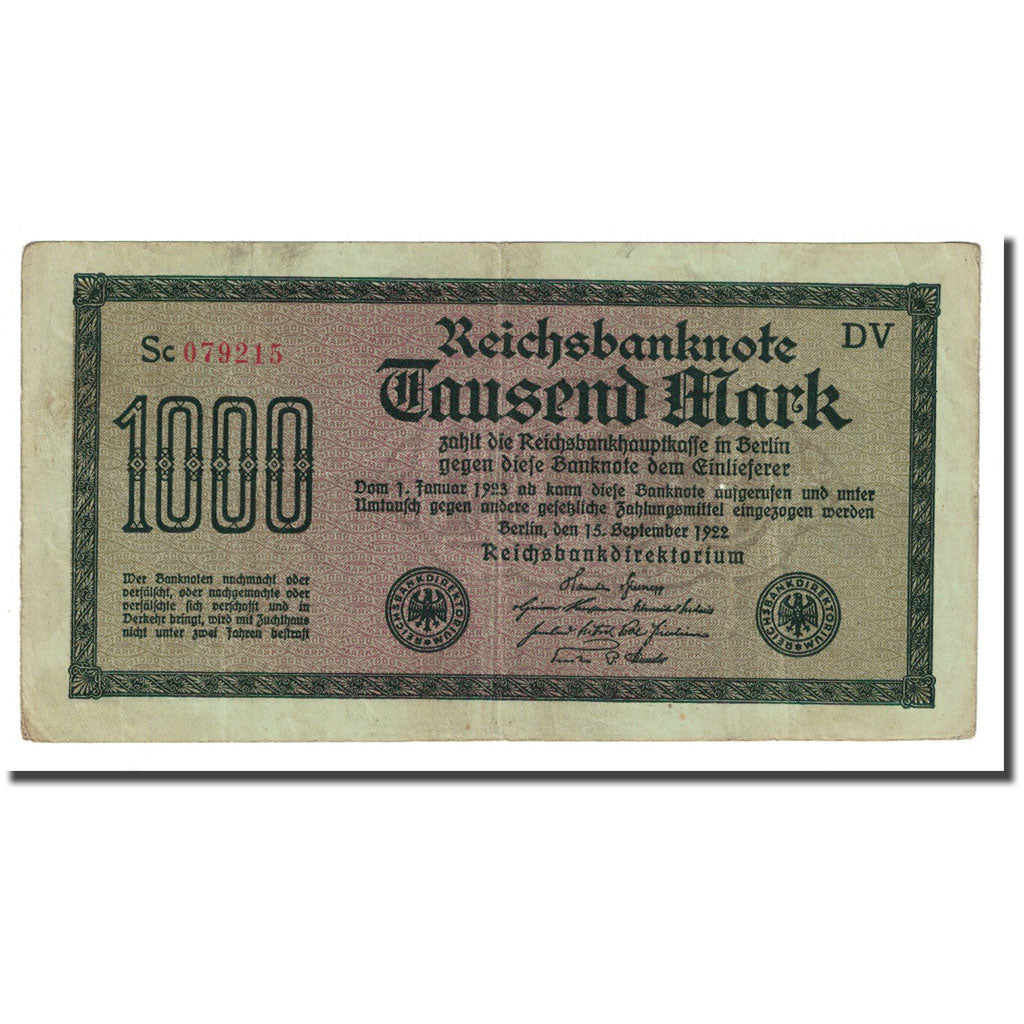 Sc 079215
DV
Reichsbanknote
Tausend Mark
1000
zahlt die Reichsbankhauptkasse in Berlin
gegen diese Banknote dem Einlieferer
Vom 1. Januar 1923 ab kann diese Banknote aufgerufen und unter
Umtausch gegen andere gesetzliche Zahlungsmittel eingezogen werden
Berlin, den 15. September 1922
Reichsbankdirektorium
Wer Banknoten nachmacht oder
verfälscht, oder nachgemachte oder
verfälschte sich verschafft und in
Verkehr bringt, wird mit Zuchthaus
nicht unter zwei Jahren bestraft
REICHSBANKDIREKTORIUM
REICHSBANKDIREKTORIUM